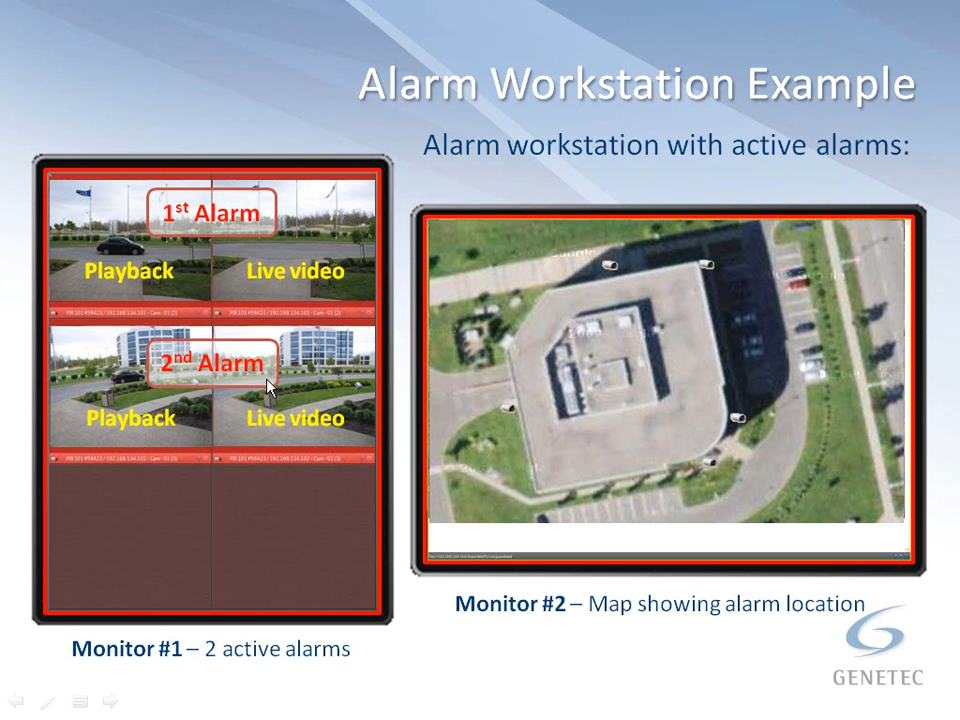 Alarm Workstation Example
Alarm workstation with active alarms:
1st Alarm
Playback
Live video
2nd Alarm
Playback
Live video
Monitor #1 – 2 active alarms
Monitor #2 – Map showing alarm location
GENETEC